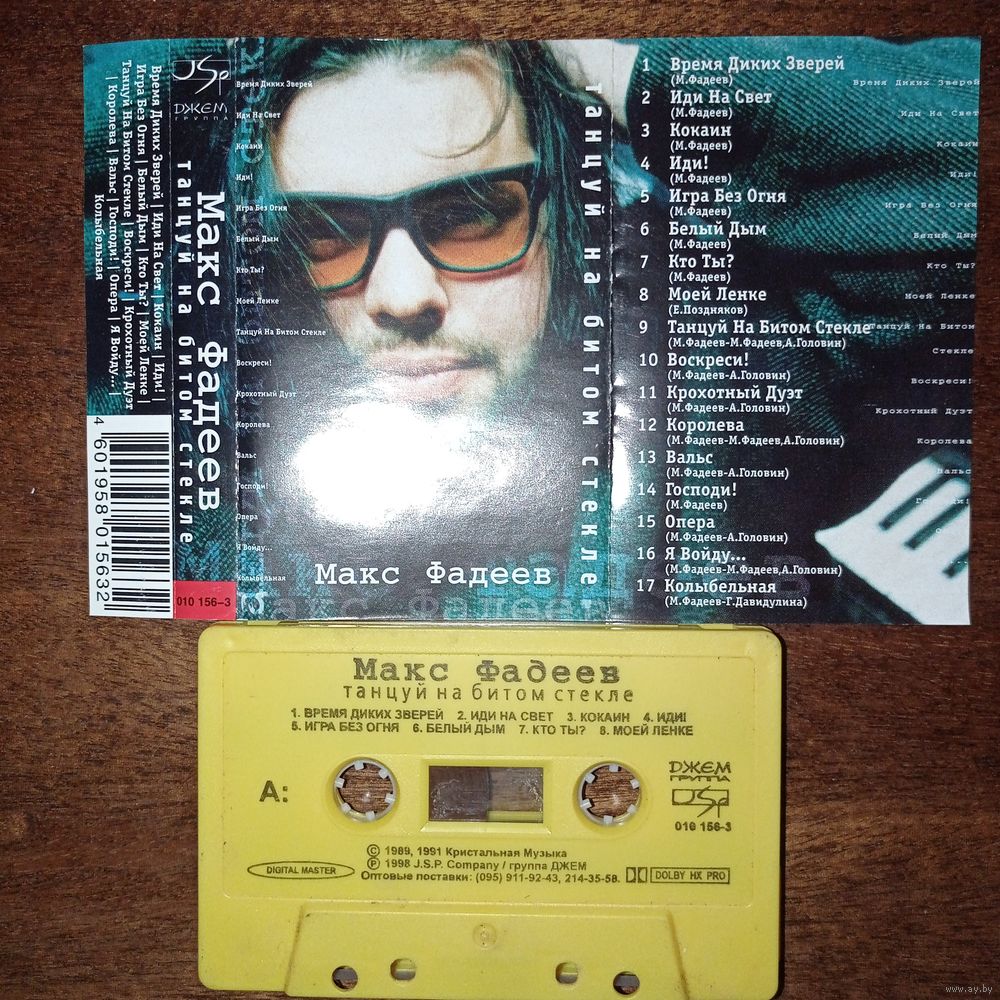 JSP
ДЖЕМ
ГРУППА
Макс Фадеев
танцуй на битом стекле
Время Диких Зверей | Иди На Свет | Кокаин | Иди! |
Игра Без Огня | Белый Дым | Кто Ты? | Моей Ленке |
Танцуй На Битом Стекле | Воскреси! | Крохотный Дуэт
| Королева | Вальс | Господи! | Опера | Я Войду... |
Колыбельная
4 601958 015632
010 156-3
Время Диких Зверей
Иди На Свет
Кокаин
Иди!
Игра Без Огня
Белый Дым
Кто Ты?
Моей Ленке
Танцуй На Битом Стекле
Воскреси!
Крохотный Дуэт
Королева
Вальс
Господи!
Опера
Я Войду...
Колыбельная
Макс Фадеев
Макс Фадеев
танцуй на битом стекле
1 Время Диких Зверей
(М.Фадеев)
2 Иди На Свет
(М.Фадеев)
3 Кокаин
(М.Фадеев)
4 Иди!
(М.Фадеев)
5 Игра Без Огня
(М.Фадеев)
6 Белый Дым
(М.Фадеев)
7 Кто Ты?
(М.Фадеев)
8 Моей Ленке
(Е.Поздняков)
9 Танцуй На Битом Стекле
(М.Фадеев-М.Фадеев,А.Головин)
10 Воскреси!
(М.Фадеев-А.Головин)
11 Крохотный Дуэт
(М.Фадеев-А.Головин)
12 Королева
(М.Фадеев-М.Фадеев,А.Головин)
13 Вальс
(М.Фадеев-А.Головин)
14 Господи!
(М.Фадеев)
15 Опера
(М.Фадеев-А.Головин)
16 Я Войду...
(М.Фадеев-М.Фадеев,А.Головин)
17 Колыбельная
(М.Фадеев-Г.Давидулина)
Время Диких Зверей
Иди На Свет
Кокаин
Иди!
Игра Без Огня
Белый Дым
Кто Ты?
Моей Ленке
Танцуй На Битом
Стекле
Воскреси!
Крохотный Дуэт
Королева
Вальс
Макс Фадеев
танцуй на битом стекле
1. ВРЕМЯ ДИКИХ ЗВЕРЕЙ 2. ИДИ НА СВЕТ 3. КОКАИН 4. ИДИ!
5. ИГРА БЕЗ ОГНЯ 6. БЕЛЫЙ ДЫМ 7. КТО ТЫ? 8. МОЕЙ ЛЕНКЕ
A:
ДЖЕМ
ГРУППА
JSP
010 156-3
© 1989, 1991 Кристальная Музыка
℗ 1998 J.S.P. Company / группа ДЖЕМ
Оптовые поставки: (095) 911-92-43, 214-35-58.
DIGITAL MASTER
DOLBY HX PRO
www.ay.by